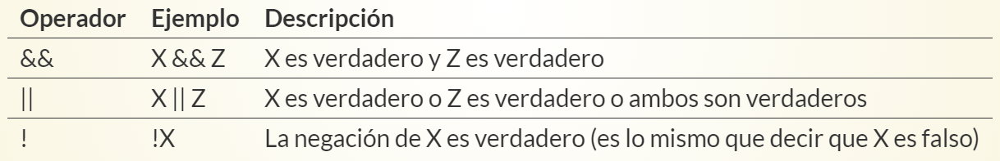 Operador Ejemplo Descripción
&& X && Z X es verdadero y Z es verdadero
|| X || Z X es verdadero o Z es verdadero o ambos son verdaderos
! !X La negación de X es verdadero (es lo mismo que decir que X es falso)